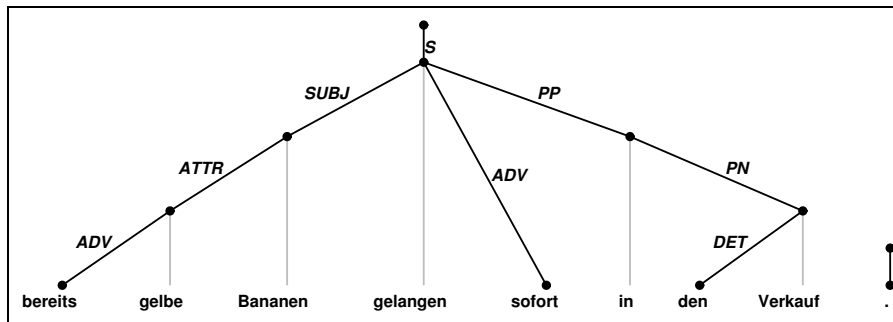 S
SUBJ PP
ATTR ADV PN
ADV DET
bereits gelbe Bananen gelangen sofort in den Verkauf .